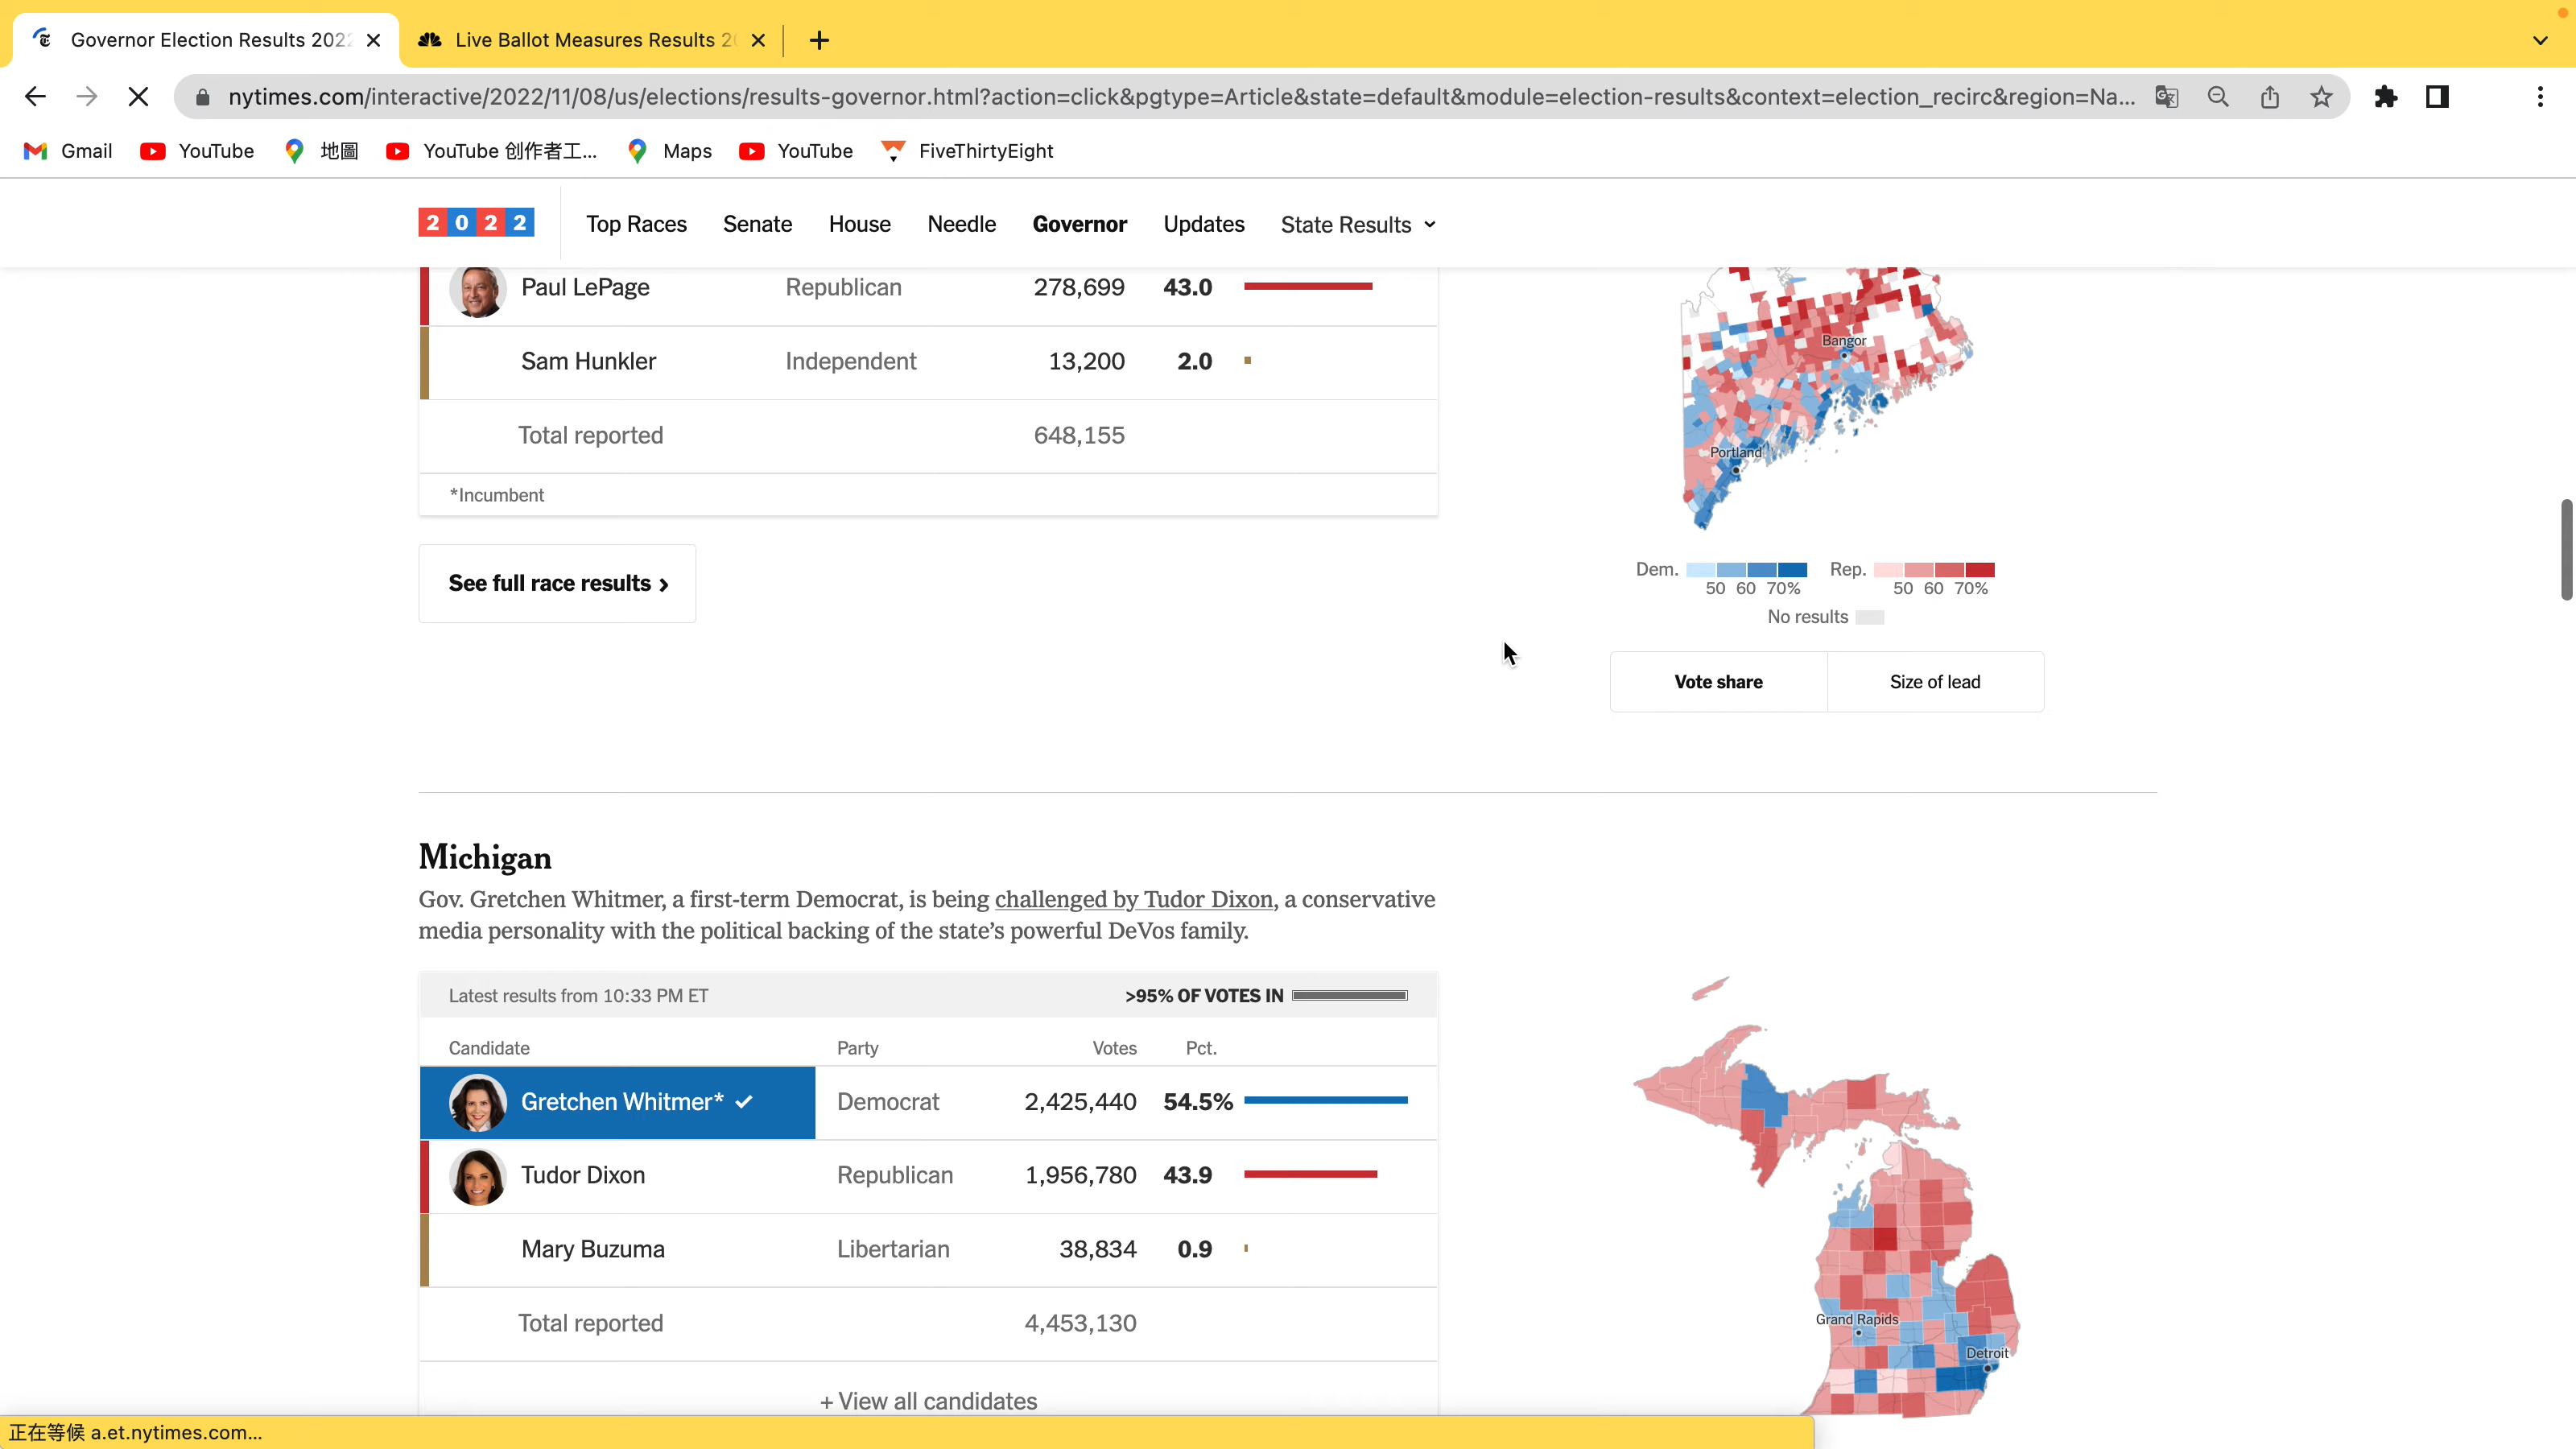 Governor Election Results 2022
Live Ballot Measures Results 20
nytimes.com/interactive/2022/11/08/us/elections/results-governor.html?action=click&pgtype=Article&state=default&module=election-results&context=election_recirc&region=Na...
Gmail YouTube 地圖 YouTube 创作者工... Maps YouTube FiveThirtyEight
2022 Top Races Senate House Needle Governor Updates State Results
Paul LePage Republican 278,699 43.0
Sam Hunkler Independent 13,200 2.0
Total reported 648,155
*Incumbent
See full race results ›
Bangor
Portland
Dem. 50 60 70% Rep. 50 60 70%
No results
Vote share Size of lead
Michigan
Gov. Gretchen Whitmer, a first-term Democrat, is being challenged by Tudor Dixon, a conservative
media personality with the political backing of the state’s powerful DeVos family.
Latest results from 10:33 PM ET >95% OF VOTES IN
Candidate Party Votes Pct.
Gretchen Whitmer* ✓ Democrat 2,425,440 54.5%
Tudor Dixon Republican 1,956,780 43.9
Mary Buzuma Libertarian 38,834 0.9
Total reported 4,453,130
+ View all candidates
Grand Rapids
Detroit
正在等候 a.et.nytimes.com...